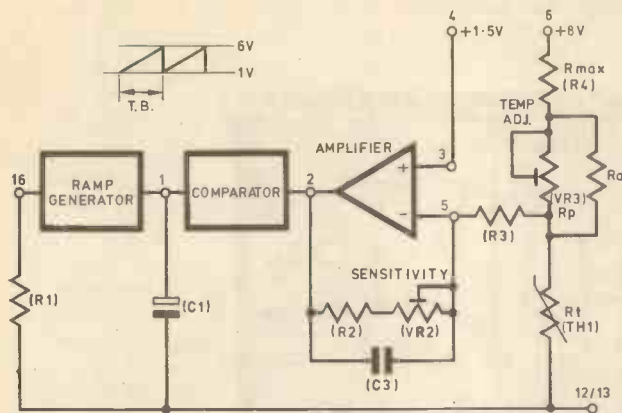 6V
1V
T.B.
4
+1·5V
6
+8V
Rmax
(R4)
TEMP
ADJ.
(VR3)
Rp
AMPLIFIER
3
+
16
RAMP
GENERATOR
1
COMPARATOR
2
−
5
(R3)
SENSITIVITY
(R1)
(C1)
(R2)
(VR2)
(C3)
Rt
(TH1)
12/13